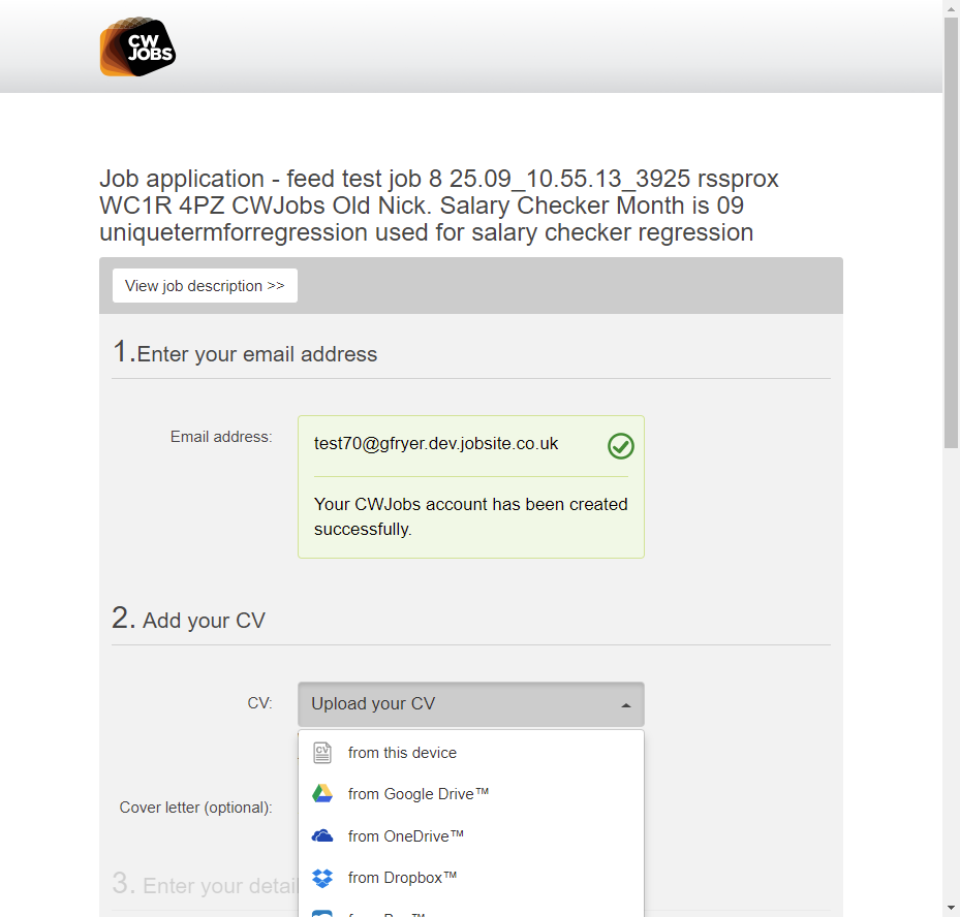 CW
JOBS
Job application - feed test job 8 25.09_10.55.13_3925 rssprox
WC1R 4PZ CWJobs Old Nick. Salary Checker Month is 09
uniquetermforregression used for salary checker regression
View job description >>
1.Enter your email address
Email address:
test70@gfryer.dev.jobsite.co.uk
Your CWJobs account has been created
successfully.
2. Add your CV
CV:
Upload your CV
CV
from this device
from Google Drive™
Cover letter (optional):
from OneDrive™
from Dropbox™
3. Enter your detail